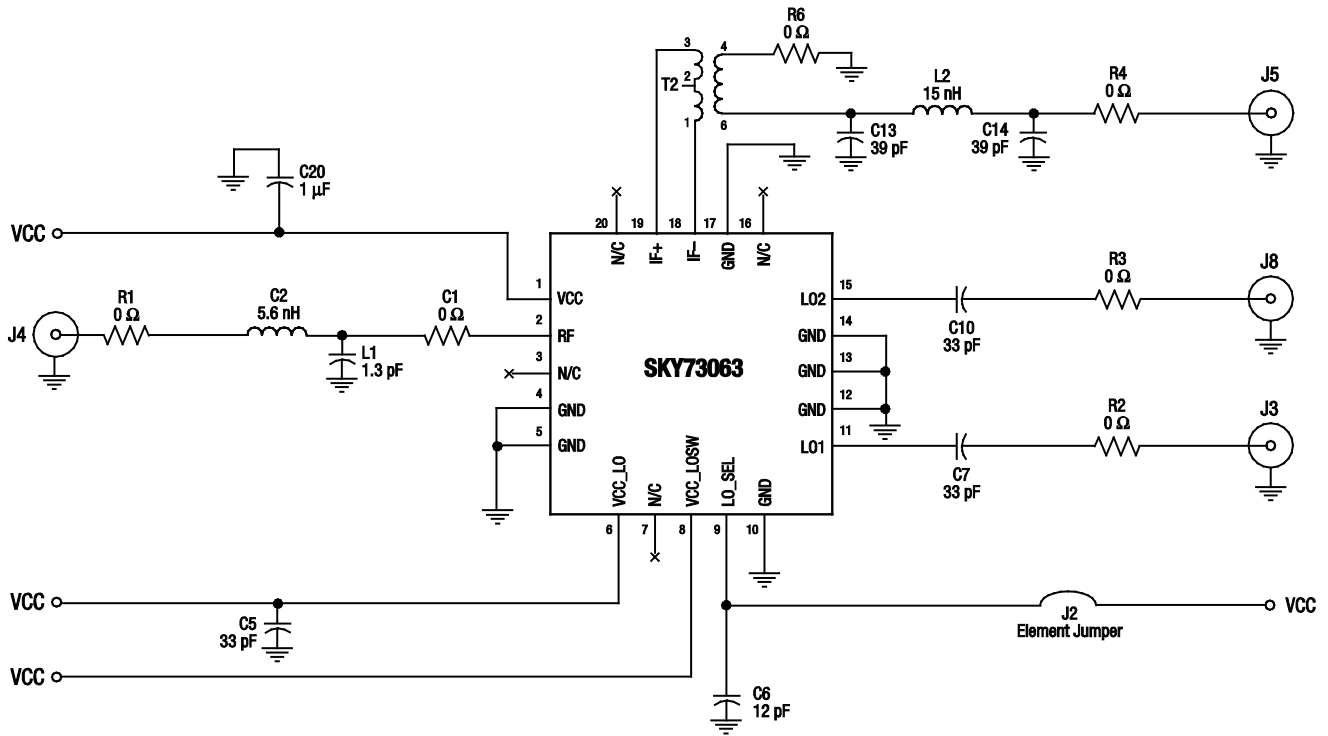 R6
0 Ω
3
4
T2
2
1
6
L2
15 nH
R4
0 Ω
J5
C13
39 pF
C14
39 pF
C20
1 μF
VCC
20
19
18
17
16
N/C
IF+
IF–
GND
N/C
J4
R1
0 Ω
C2
5.6 nH
L1
1.3 pF
C1
0 Ω
1
VCC
2
RF
3
N/C
4
GND
5
GND
SKY73063
15
LO2
14
GND
13
GND
12
GND
11
LO1
C10
33 pF
R3
0 Ω
J8
C7
33 pF
R2
0 Ω
J3
VCC_LO
N/C
VCC_LOSW
LO_SEL
GND
6
7
8
9
10
VCC
C5
33 pF
VCC
J2
Element Jumper
VCC
C6
12 pF